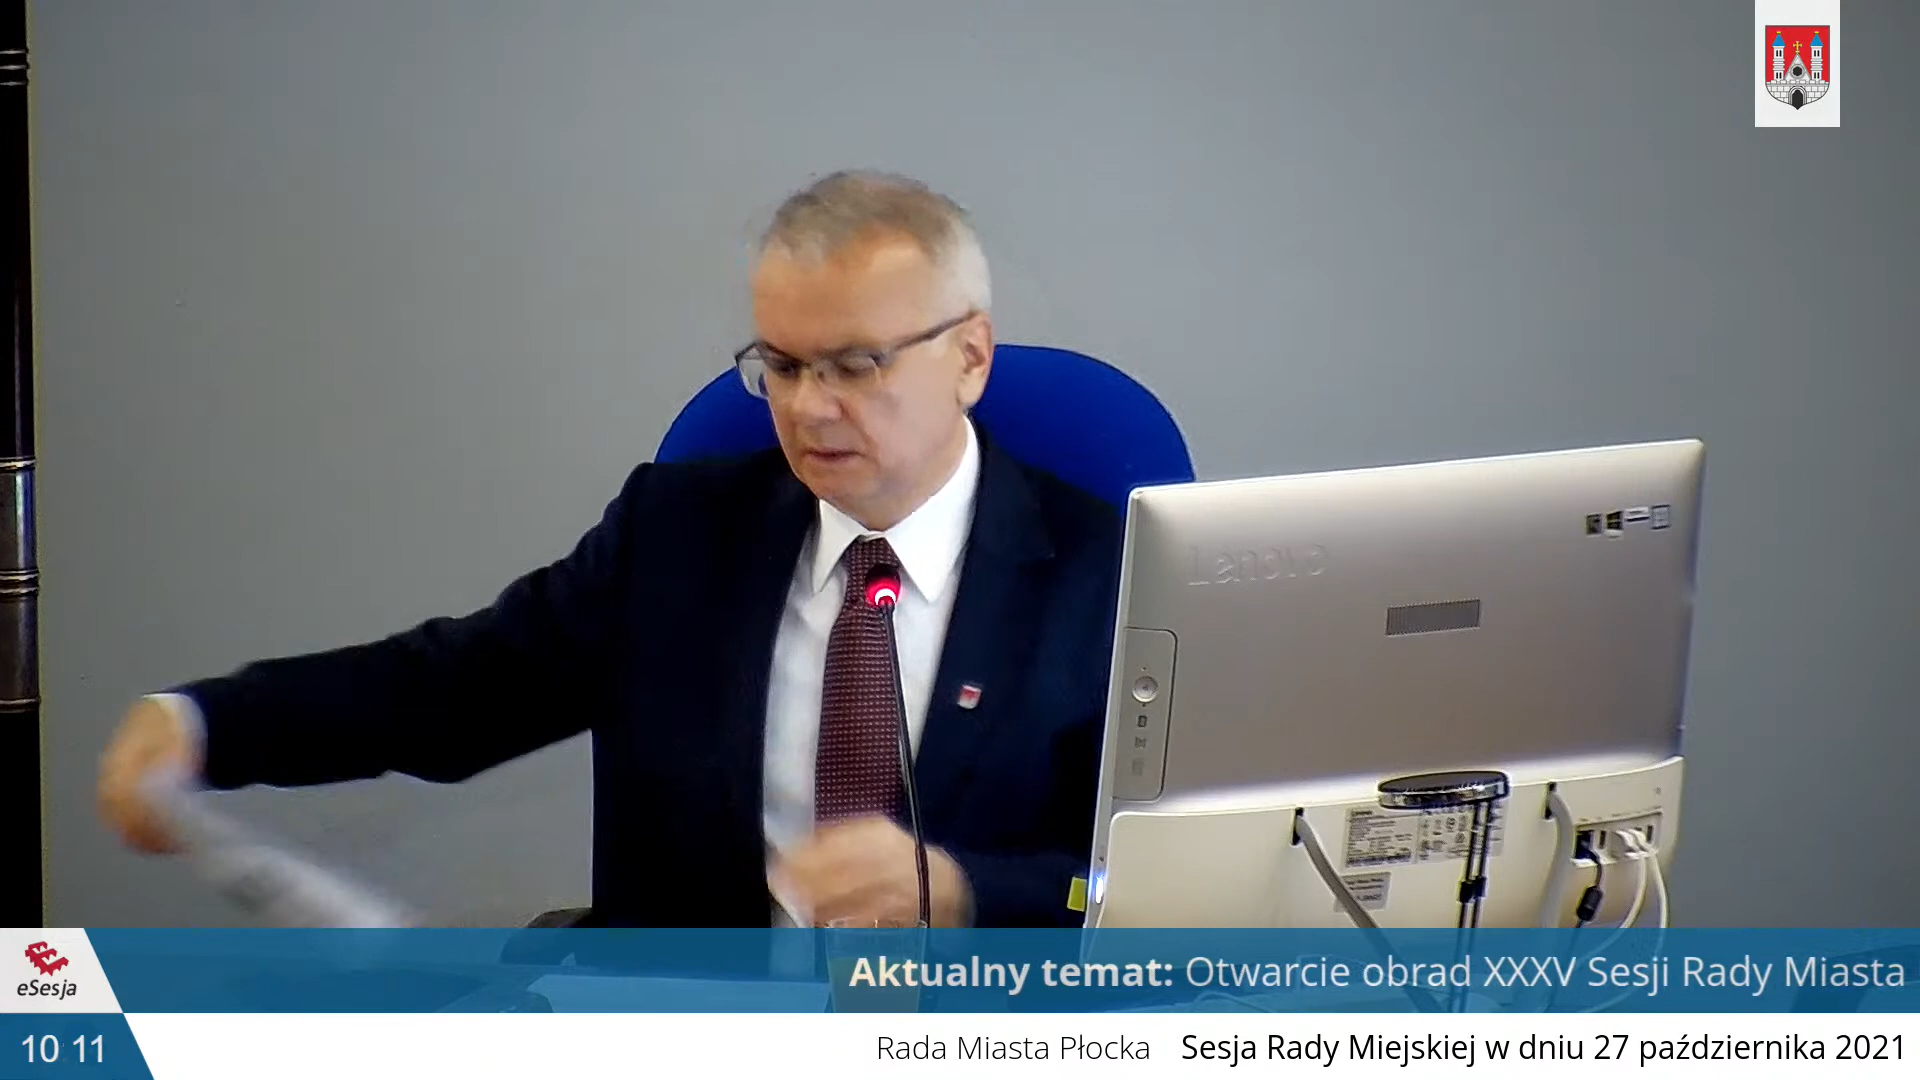 Lenovo
eSesja
Aktualny temat: Otwarcie obrad XXXV Sesji Rady Miasta
10 11
Rada Miasta Płocka Sesja Rady Miejskiej w dniu 27 października 2021